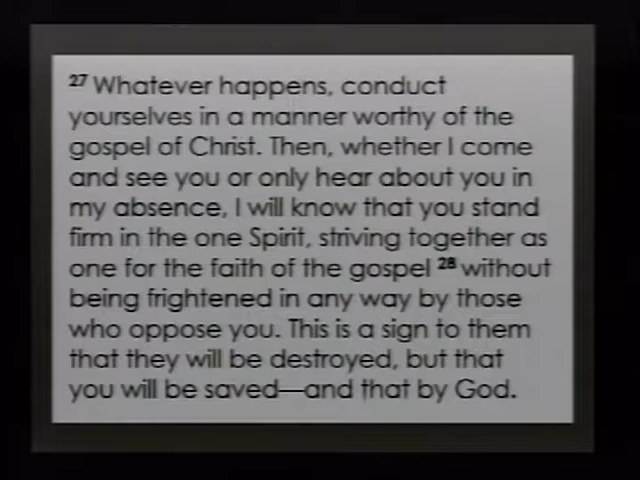 27 Whatever happens, conduct
yourselves in a manner worthy of the
gospel of Christ. Then, whether I come
and see you or only hear about you in
my absence, I will know that you stand
firm in the one Spirit, striving together as
one for the faith of the gospel 28 without
being frightened in any way by those
who oppose you. This is a sign to them
that they will be destroyed, but that
you will be saved—and that by God.